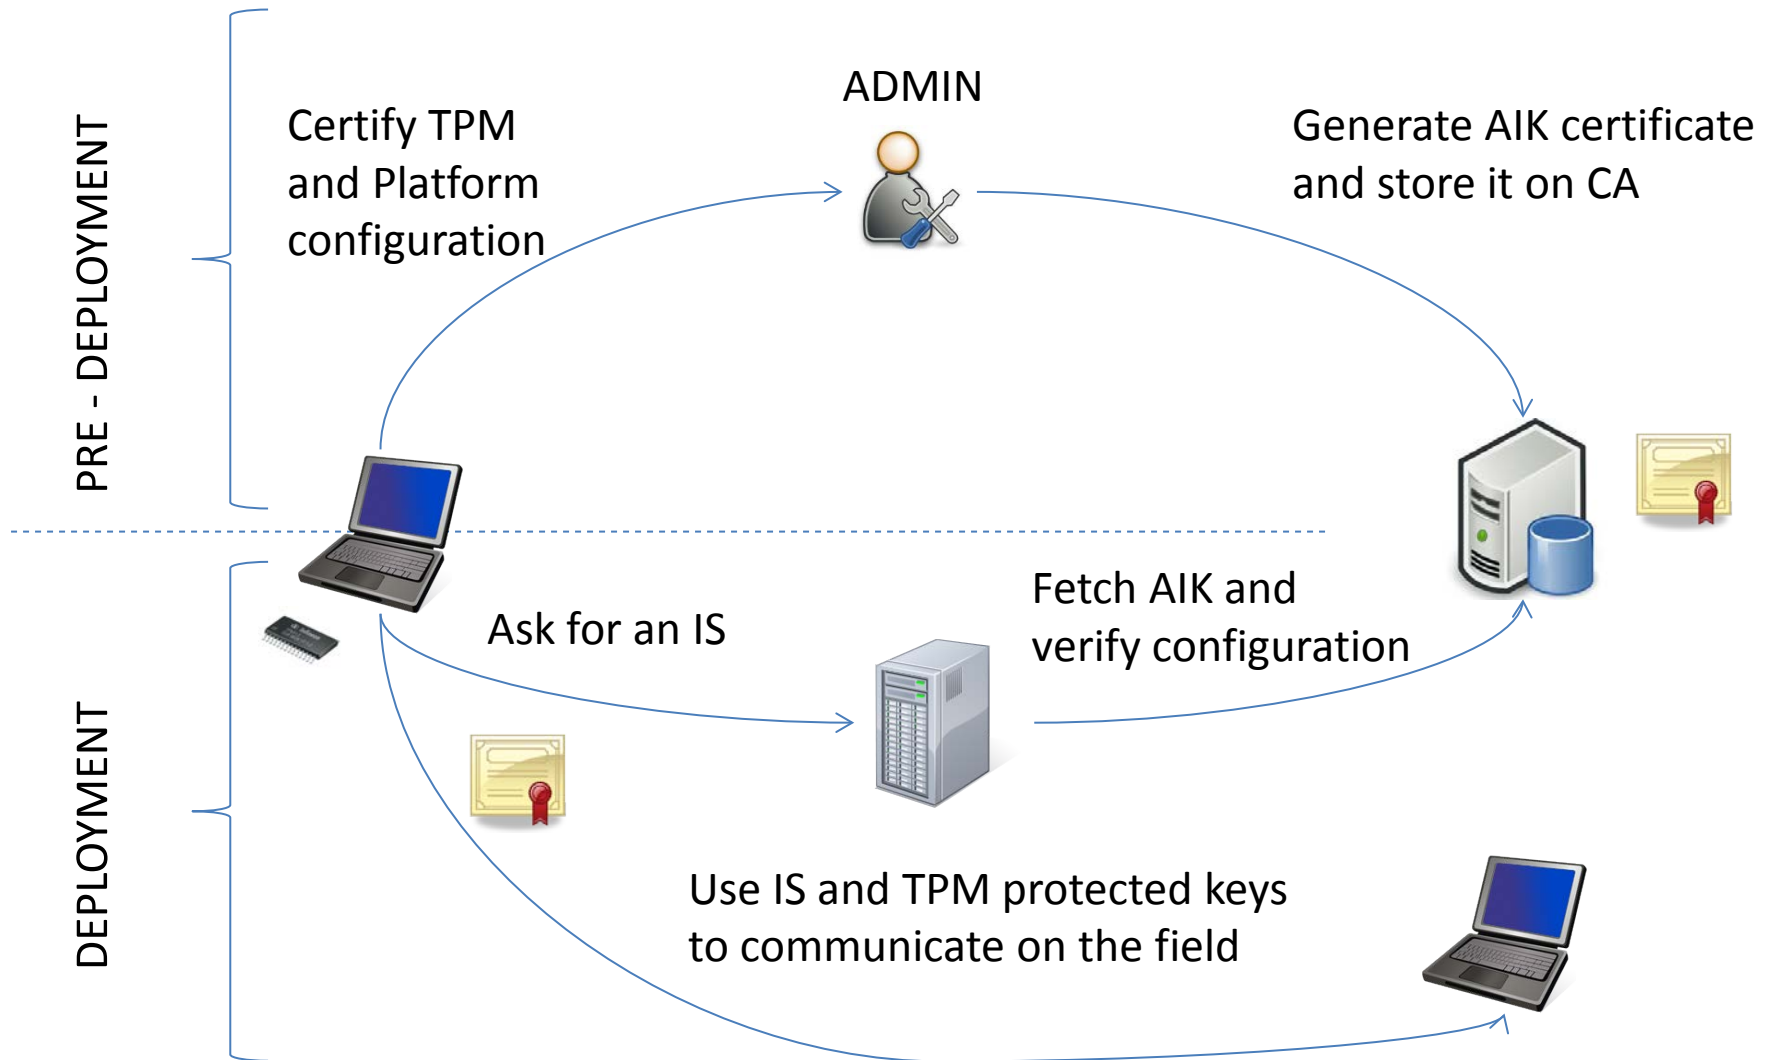 PRE - DEPLOYMENT
ADMIN
Certify TPM
and Platform
configuration
Generate AIK certificate
and store it on CA
DEPLOYMENT
Ask for an IS
Fetch AIK and
verify configuration
Use IS and TPM protected keys
to communicate on the field